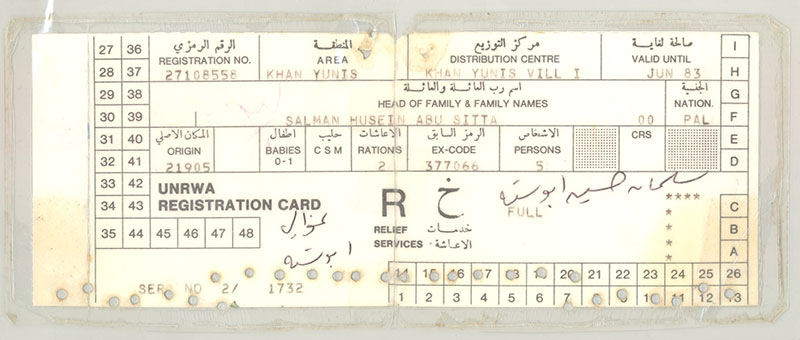 27 36 الرقم الرمزي المنطقة مركز التوزيع صالحة لغاية I
REGISTRATION NO. AREA DISTRIBUTION CENTRE VALID UNTIL
28 37 27108558 KHAN YUNIS KHAN YUNIS VILL I JUN 83 H
29 38 اسم رب العائلة والعائلة الجنسية G
HEAD OF FAMILY & FAMILY NAMES NATION.
30 39 SALMAN HUSEIN ABU SITTA 00 PAL F
31 40 المكان الاصلي اطفال حليب الاعاشات الرمز السابق الاشخاص E
ORIGIN BABIES 0-1 C S M RATIONS EX-CODE PERSONS CRS
32 41 21905 2 377066 5 D
33 42 UNRWA R خ سلمان حسين ابو سته
34 43 REGISTRATION CARD FULL **** C
35 44 45 46 47 48 RELIEF خدمات * B
SERVICES الاعاشة * A
ابو سته *
14 15 16 17 18 19 20 21 22 23 24 25 26
SER NO 2/ 1732 1 2 3 4 5 6 7 8 9 10 11 12 13